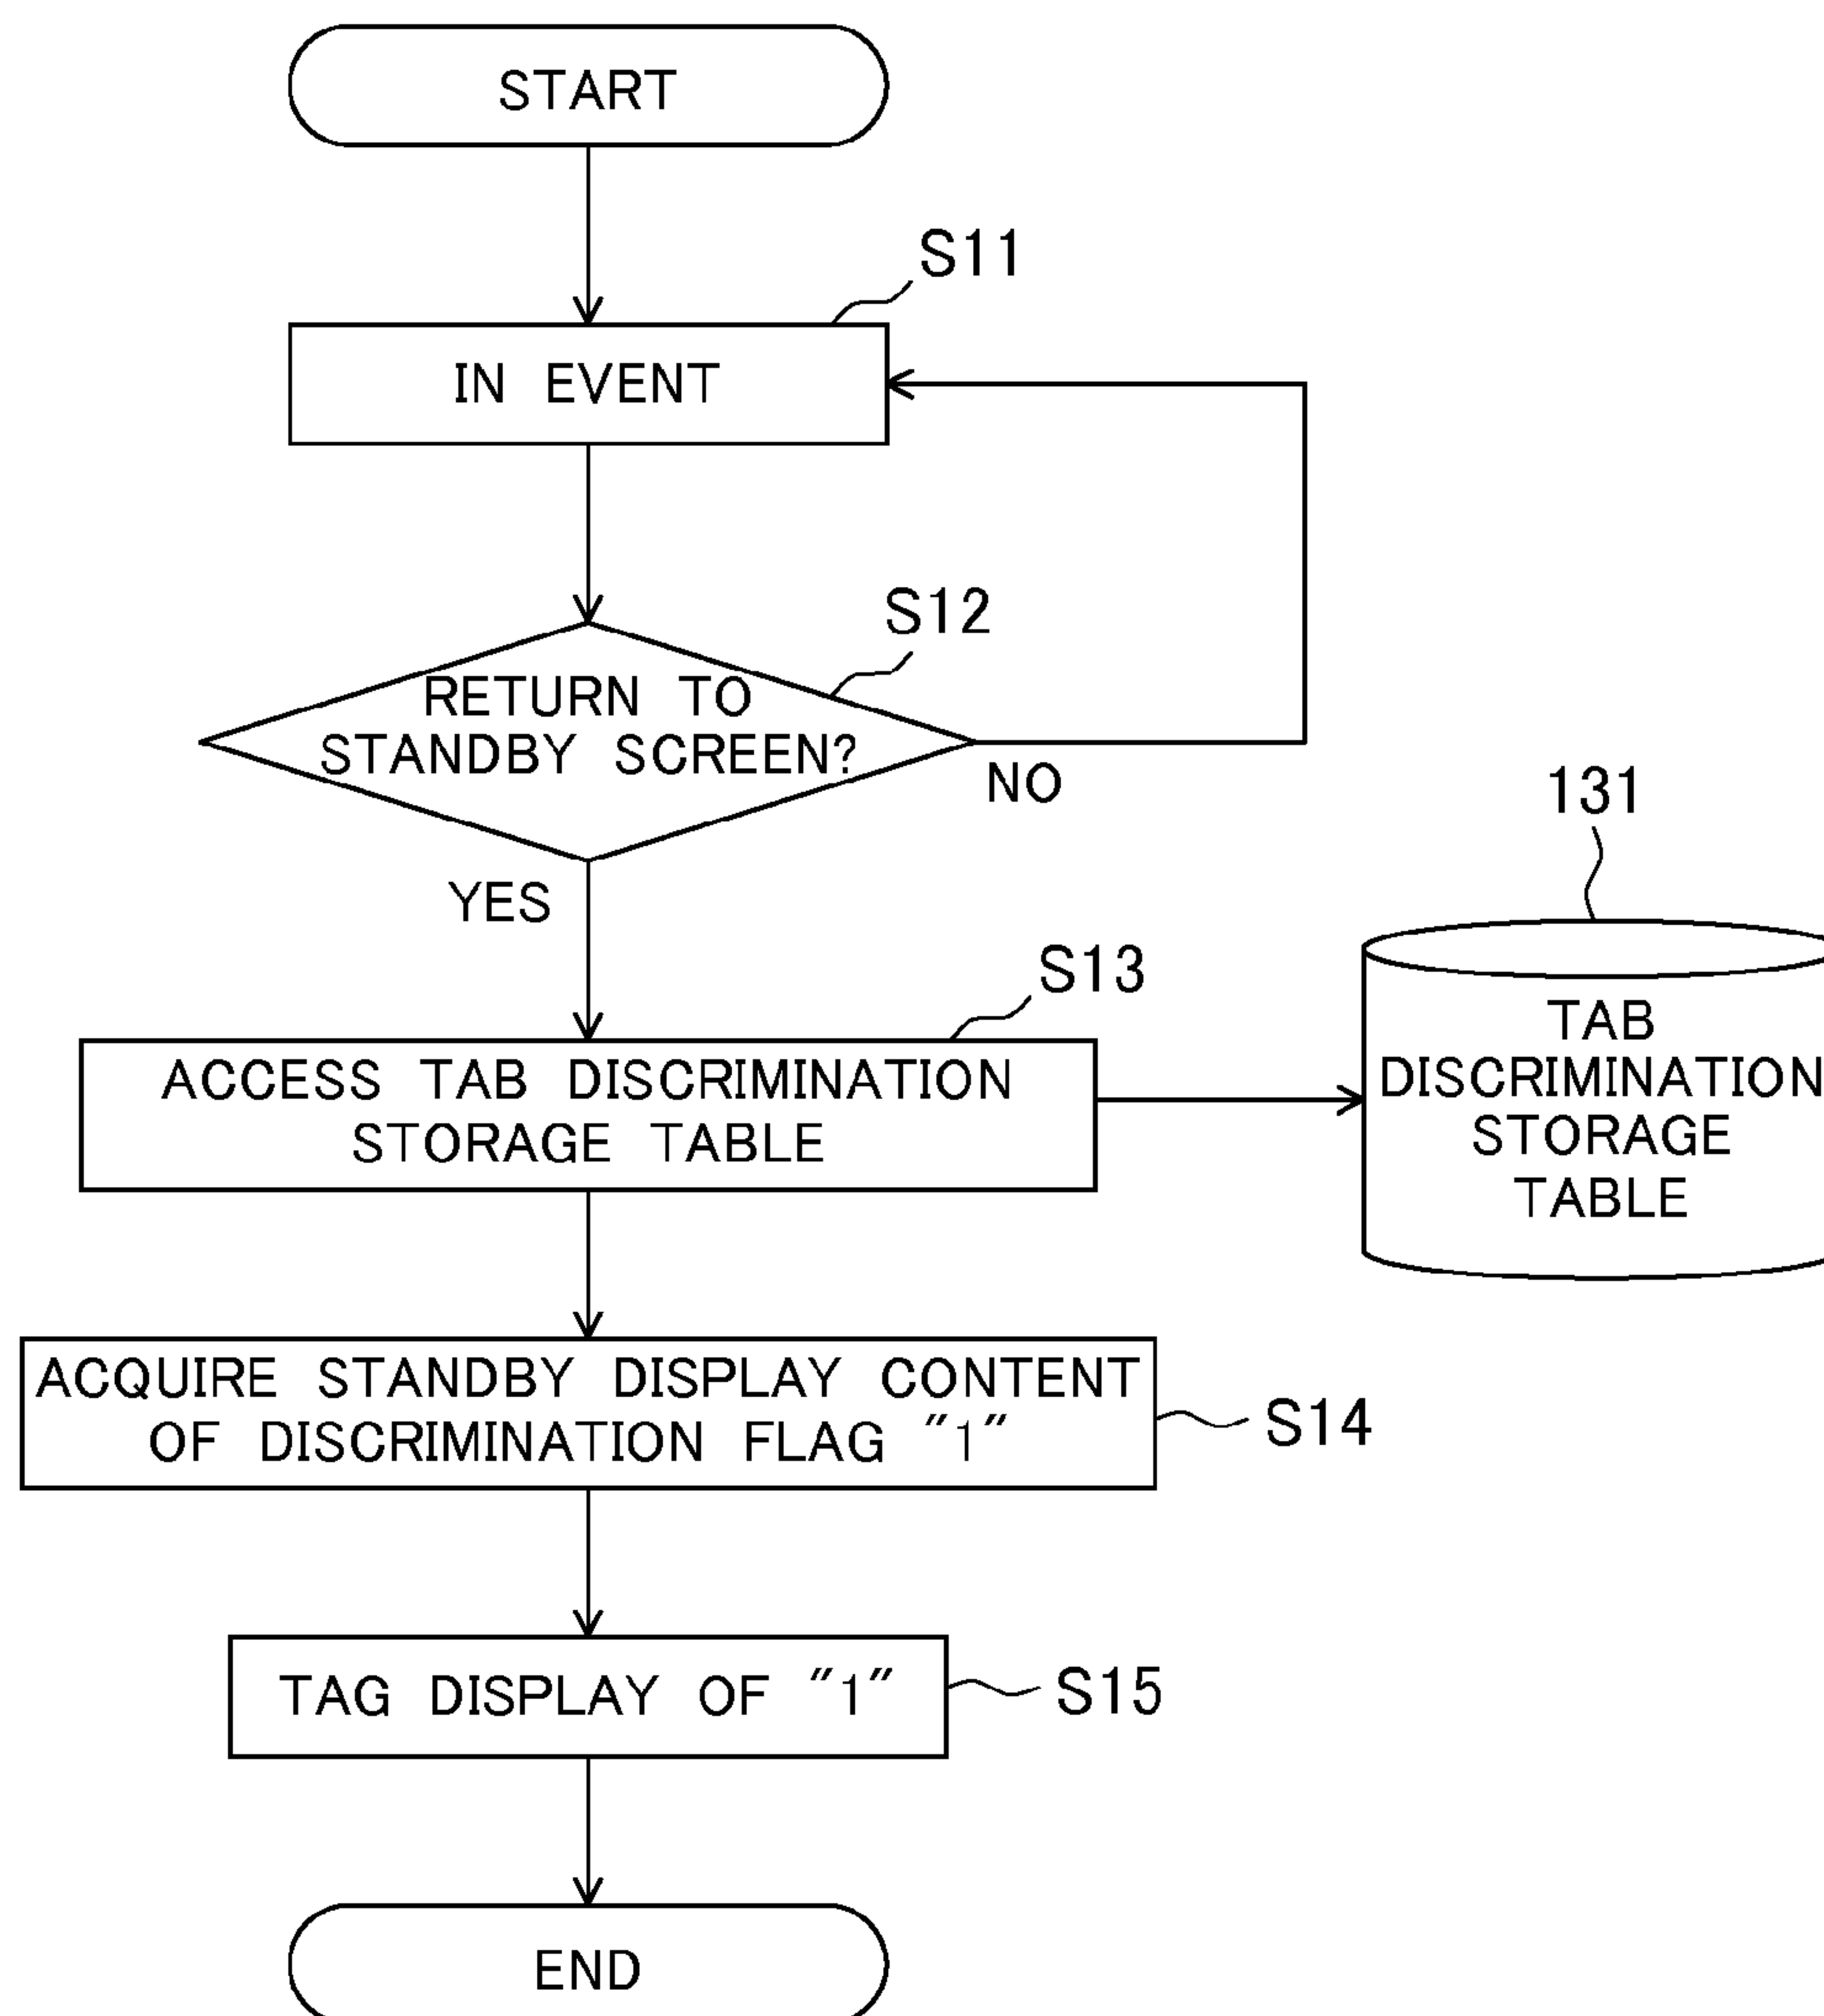 START
S11
IN EVENT
S12
RETURN TO
STANDBY SCREEN?
NO
YES
131
S13
ACCESS TAB DISCRIMINATION
STORAGE TABLE
TAB
DISCRIMINATION
STORAGE
TABLE
ACQUIRE STANDBY DISPLAY CONTENT
OF DISCRIMINATION FLAG "1"
S14
TAG DISPLAY OF "1"
S15
END